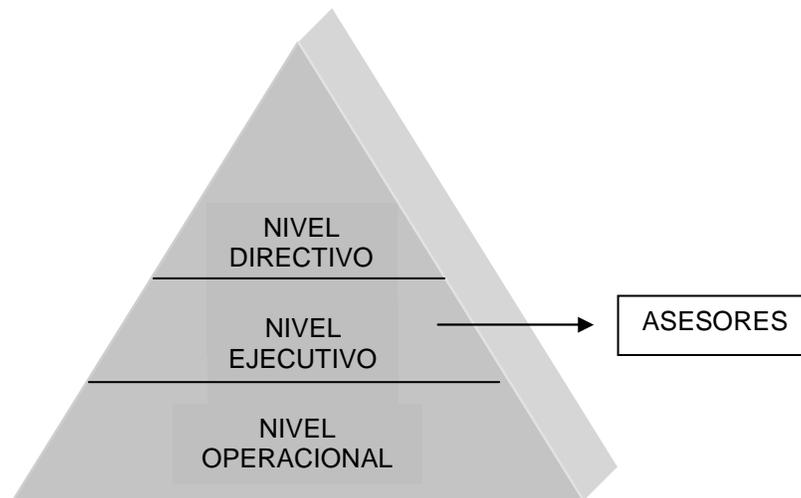 NIVEL
DIRECTIVO
NIVEL
EJECUTIVO
ASESORES
NIVEL
OPERACIONAL